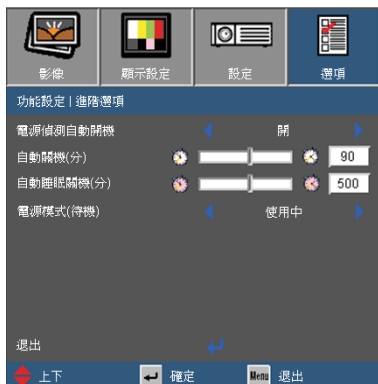 影像 顯示設定 設定 選項
功能設定 | 進階選項
電源偵測自動開機 開
自動關機(分) 90
自動睡眠關機(分) 500
電源模式(待機) 使用中
退出
上下 確定 Menu 退出